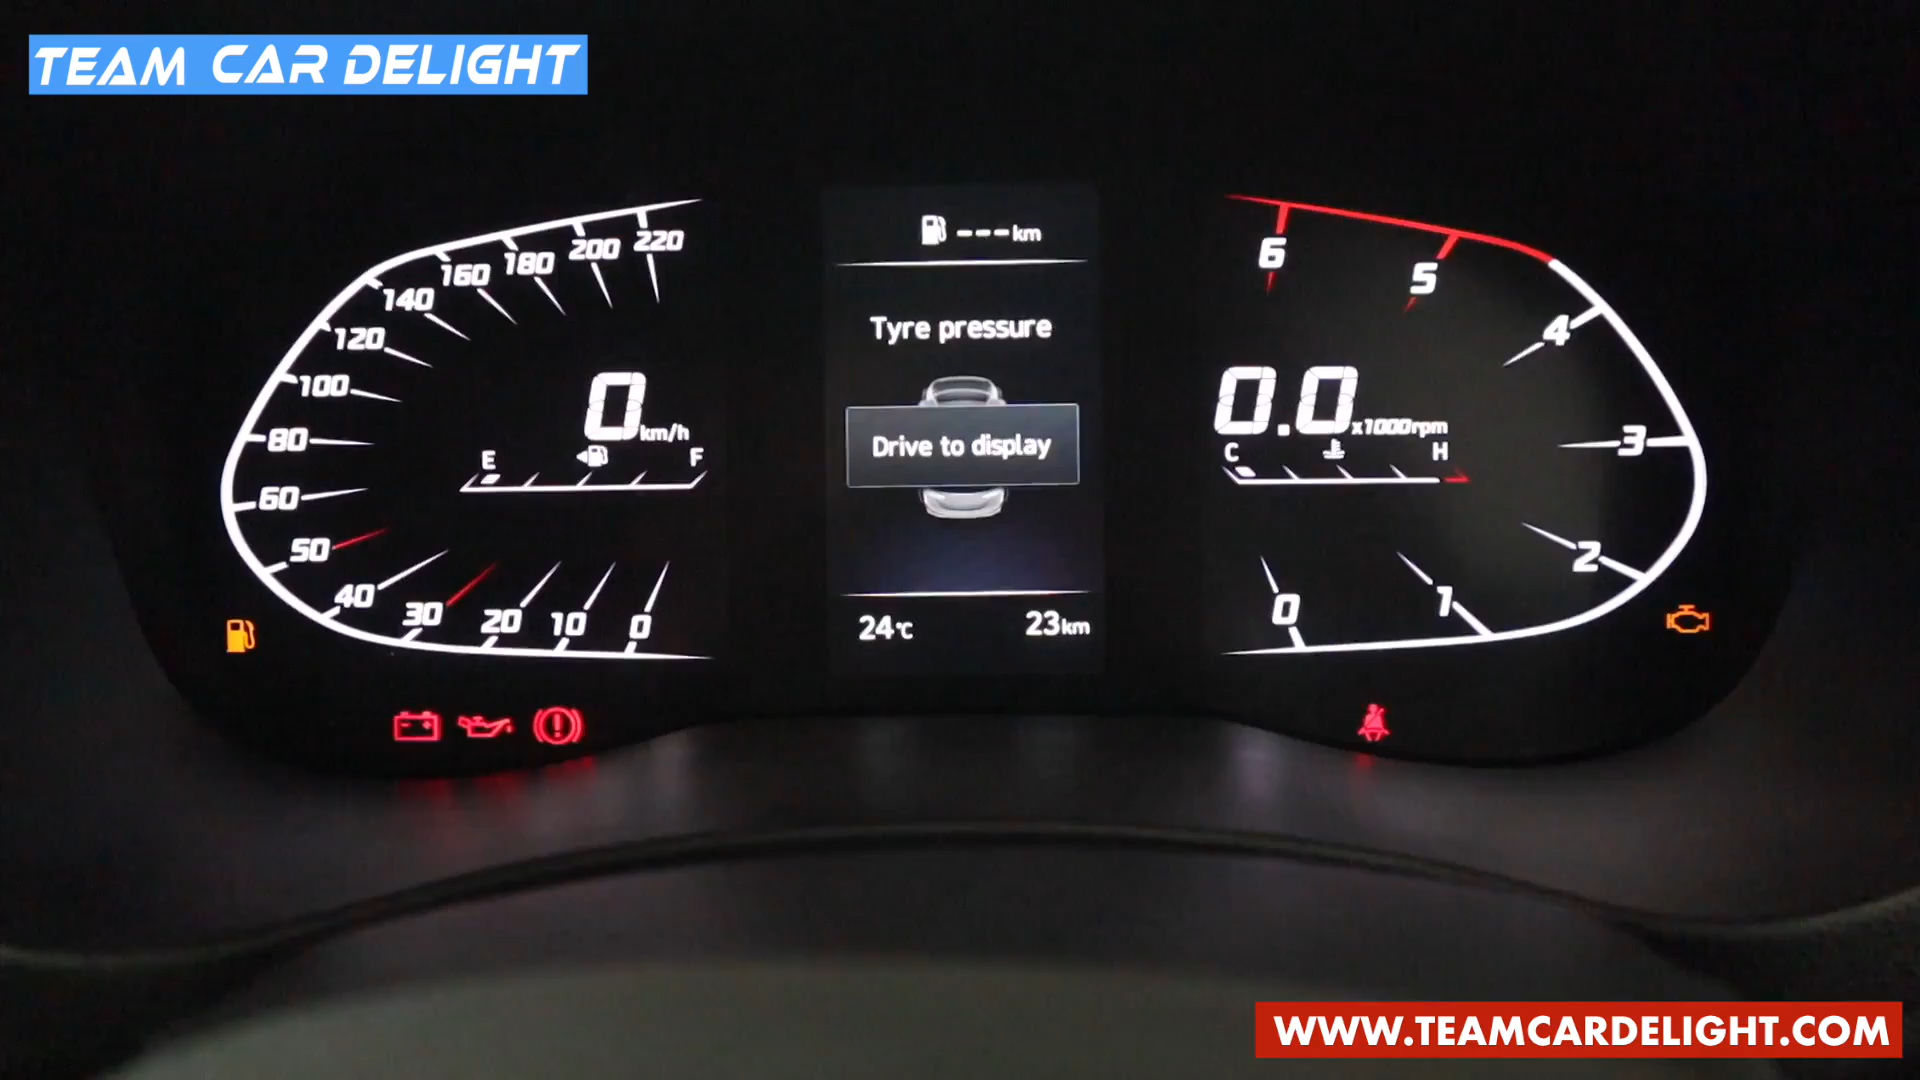 TEAM CAR DELIGHT
220
200
180
160
140
120
100
80
60
50
40
30
20
10
0
0 km/h
E F
--- km
Tyre pressure
Drive to display
24°C 23km
6
5
4
3
2
1
0
0.0 x1000rpm
C H
WWW.TEAMCARDELIGHT.COM